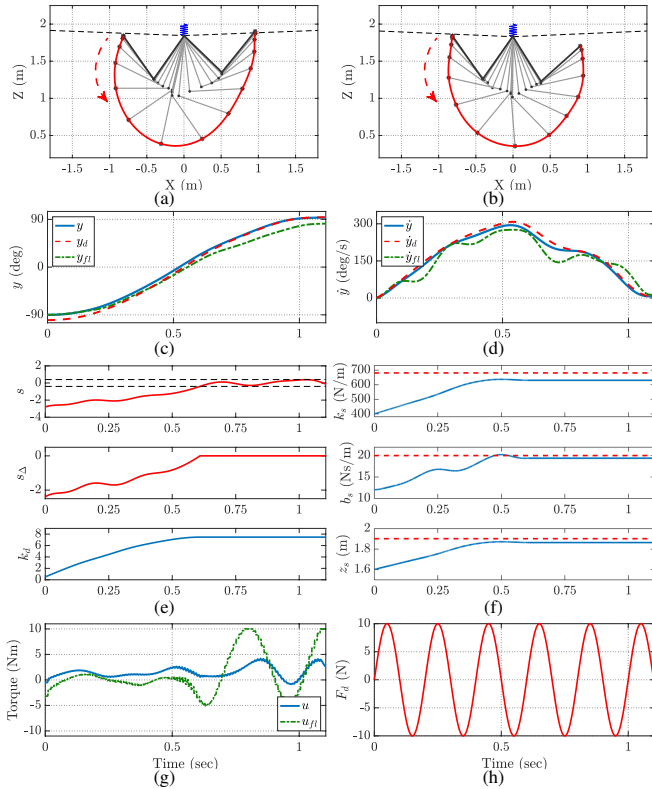 2
1.5
1
0.5
Z (m)
-1.5 -1 -0.5 0 0.5 1 1.5
X (m)
(a)
2
1.5
1
0.5
Z (m)
-1.5 -1 -0.5 0 0.5 1 1.5
X (m)
(b)
90
0
-90
y (deg)
y
y_d
y_{fl}
0 0.5 1
(c)
300
150
0
ẏ (deg/s)
ẏ
ẏ_d
ẏ_{fl}
0 0.5 1
(d)
2
0
-2
-4
s
0 0.25 0.5 0.75 1
0
-2
s_Δ
0 0.25 0.5 0.75 1
8
6
4
2
0
k_d
0 0.25 0.5 0.75 1
(e)
700
600
500
400
k_s (N/m)
0 0.25 0.5 0.75 1
20
15
10
b_s (Ns/m)
0 0.25 0.5 0.75 1
2
1.8
1.6
z_s (m)
0 0.25 0.5 0.75 1
(f)
10
5
0
-5
-10
Torque (Nm)
u
u_{fl}
0 0.5 1
Time (sec)
(g)
10
5
0
-5
-10
F_d (N)
0 0.5 1
Time (sec)
(h)